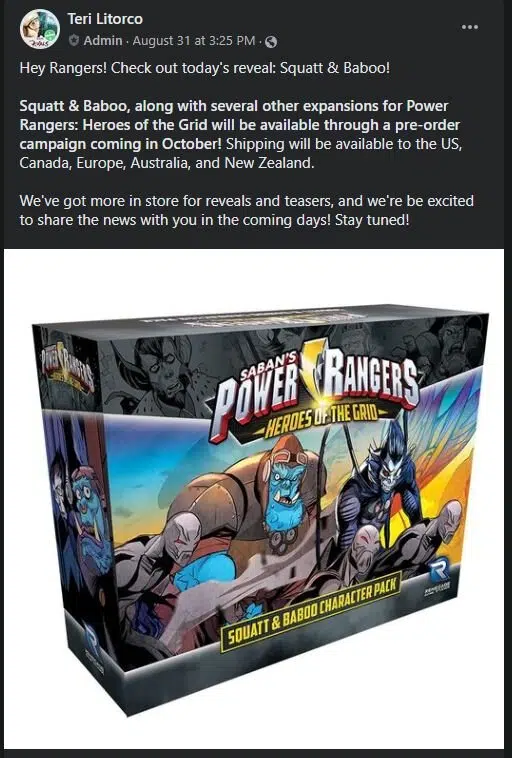 Teri Litorco
Admin · August 31 at 3:25 PM ·
Hey Rangers! Check out today's reveal: Squatt & Baboo!
Squatt & Baboo, along with several other expansions for Power
Rangers: Heroes of the Grid will be available through a pre-order
campaign coming in October! Shipping will be available to the US,
Canada, Europe, Australia, and New Zealand.
We've got more in store for reveals and teasers, and we're be excited
to share the news with you in the coming days! Stay tuned!
POWER RANGERS
SABAN'S
POWER RANGERS
HEROES OF THE GRID
SQUATT & BABOO CHARACTER PACK
R
RENEGADE